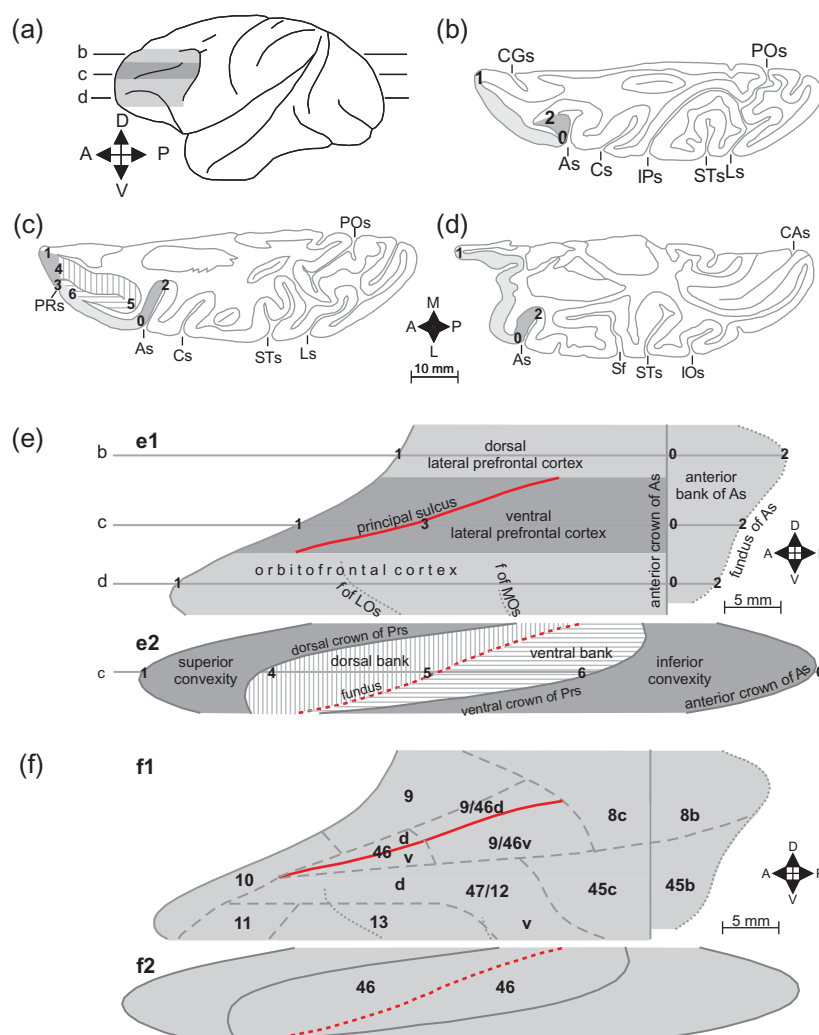 (a)
b
c
d
D
A P
V
(b)
CGs
POs
1
2
0
As
Cs
IPs
STs
Ls
(c)
POs
1
4
3
6
2
5
0
PRs
As
Cs
STs
Ls
M
A P
L
10 mm
(d)
CAs
1
2
0
As
Sf
STs
IOs
(e)
e1
b
1
dorsal
lateral prefrontal cortex
0
2
anterior
bank of As
c
1
principal sulcus
3
ventral
lateral prefrontal cortex
anterior crown of As
0
2
fundus of As
d
1
orbitofrontal cortex
f of LOs
f of MOs
0
2
D
A
V
5 mm
e2
c
1
superior
convexity
dorsal crown of Prs
4
dorsal bank
5
fundus
ventral bank
6
ventral crown of Prs
inferior
convexity
anterior crown of As
(f)
f1
9
9/46d
8c
8b
d
46
v
9/46v
10
d
47/12
45c
45b
11
13
v
D
A
V
5 mm
f2
46
46